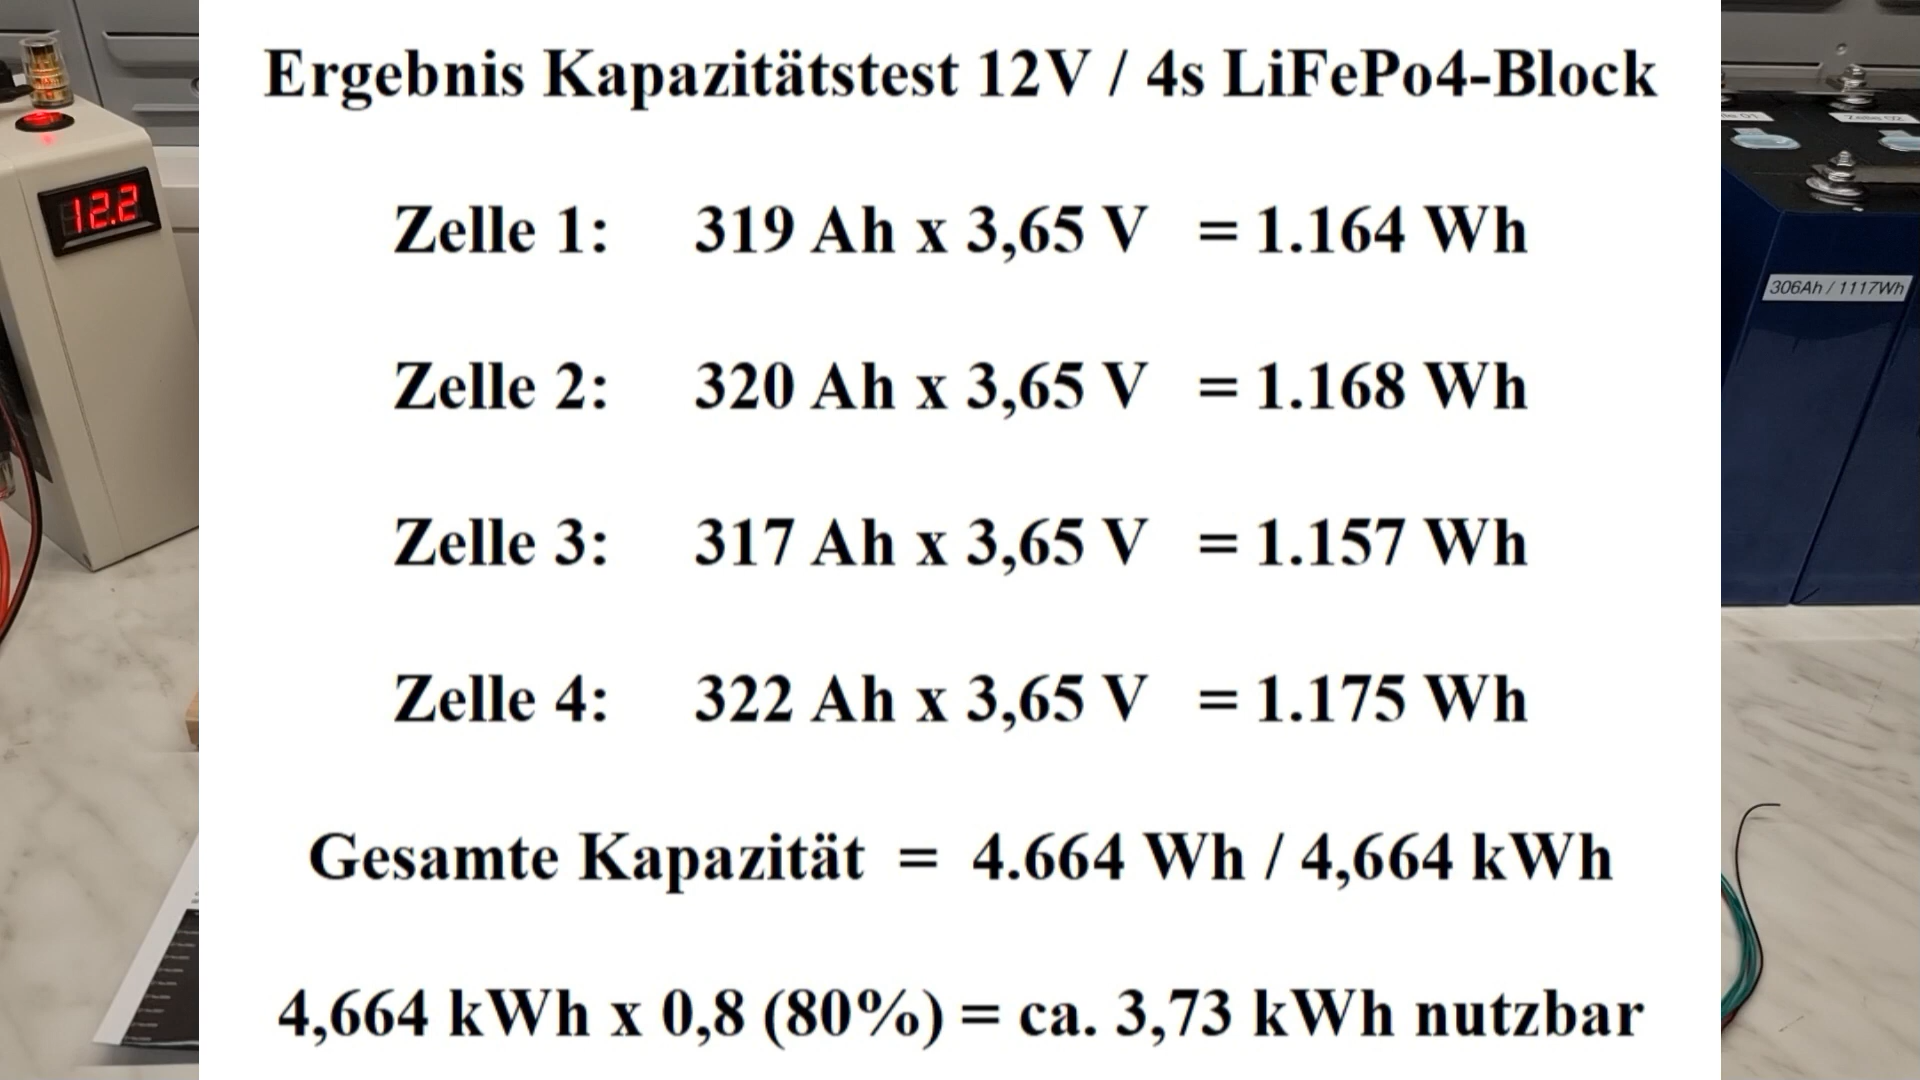 Ergebnis Kapazitätstest 12V / 4s LiFePo4-Block
Zelle 1: 319 Ah x 3,65 V = 1.164 Wh
Zelle 2: 320 Ah x 3,65 V = 1.168 Wh
Zelle 3: 317 Ah x 3,65 V = 1.157 Wh
Zelle 4: 322 Ah x 3,65 V = 1.175 Wh
Gesamte Kapazität = 4.664 Wh / 4,664 kWh
4,664 kWh x 0,8 (80%) = ca. 3,73 kWh nutzbar
12.2
Zelle 02
306Ah / 1117Wh